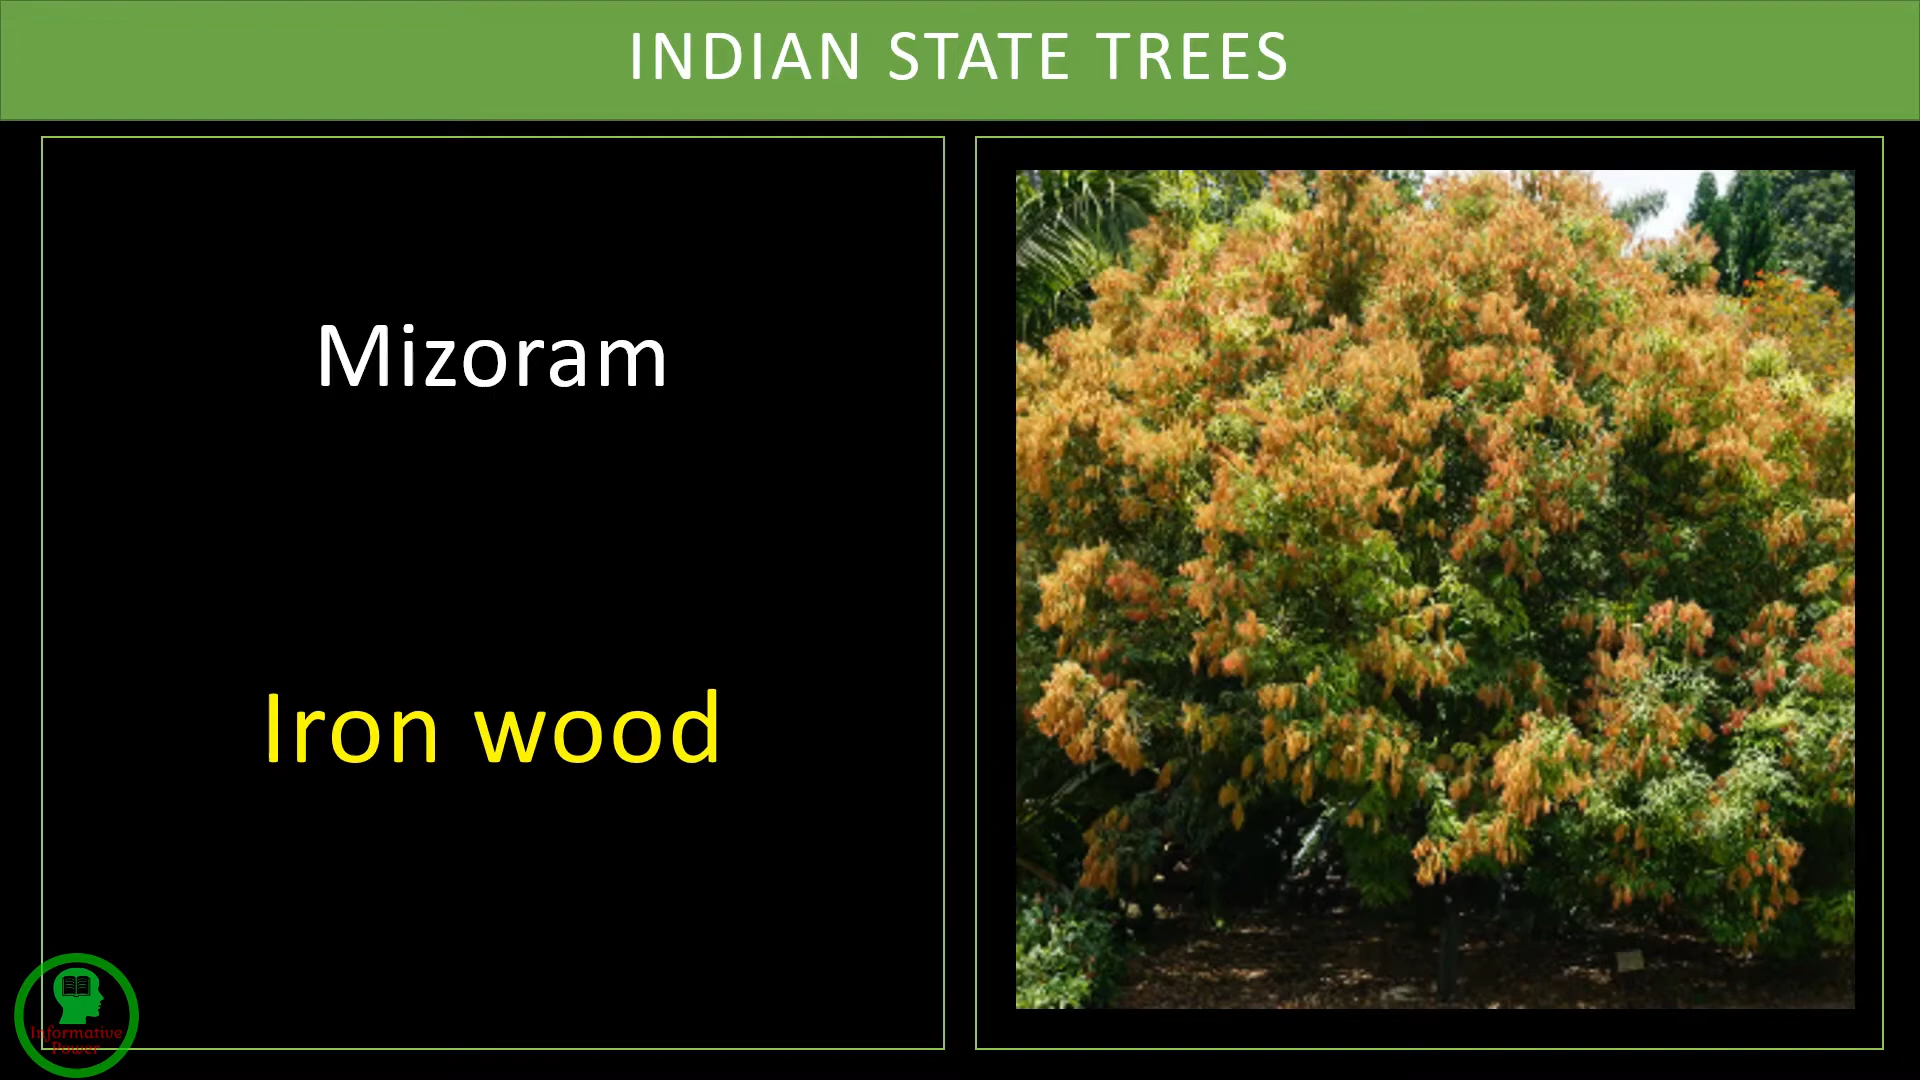 INDIAN STATE TREES
Mizoram
Iron wood
Informative
Power